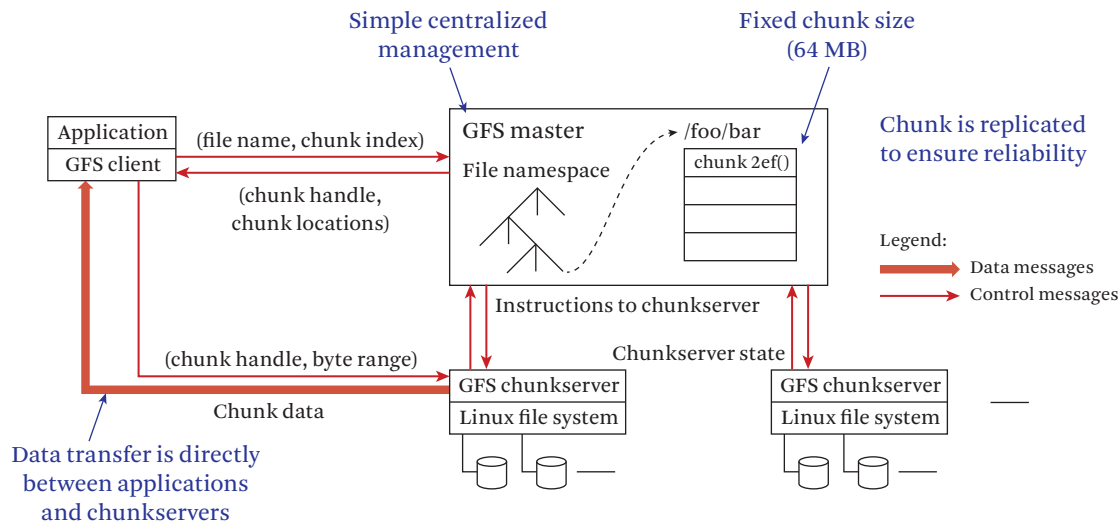 Simple centralized
management
Fixed chunk size
(64 MB)
Application
GFS client
(file name, chunk index)
(chunk handle,
chunk locations)
GFS master
File namespace
/foo/bar
chunk 2ef()
Chunk is replicated
to ensure reliability
Legend:
Data messages
Control messages
Instructions to chunkserver
Chunkserver state
(chunk handle, byte range)
Chunk data
GFS chunkserver
Linux file system
GFS chunkserver
Linux file system
Data transfer is directly
between applications
and chunkservers